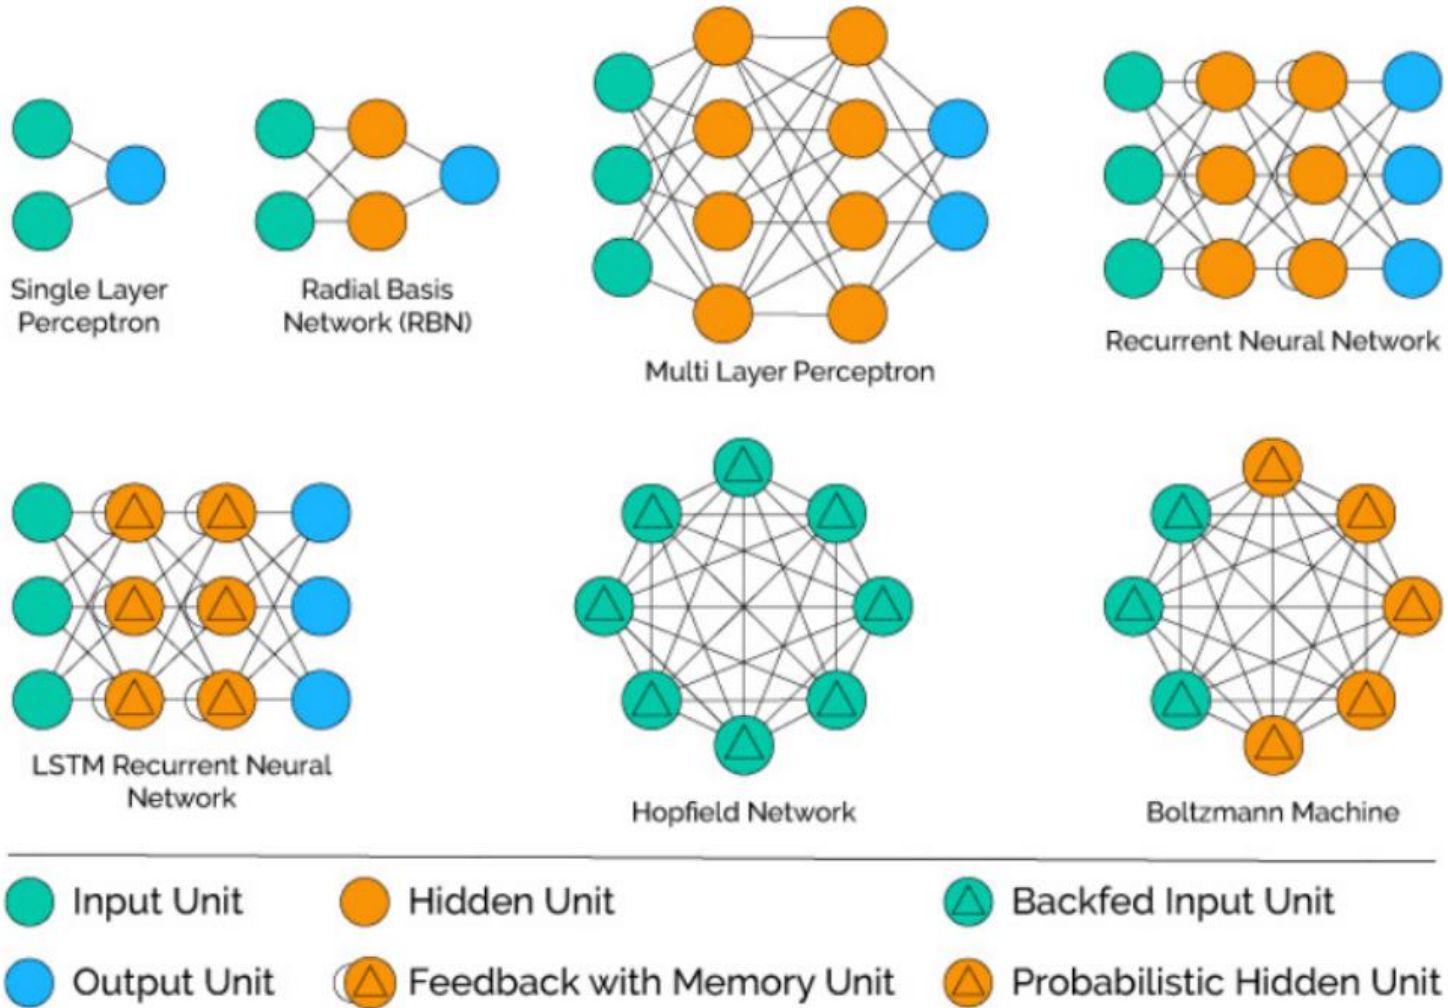 Single Layer
Perceptron
Radial Basis
Network (RBN)
Multi Layer Perceptron
Recurrent Neural Network
LSTM Recurrent Neural
Network
Hopfield Network
Boltzmann Machine
Input Unit
Hidden Unit
Backfed Input Unit
Output Unit
Feedback with Memory Unit
Probabilistic Hidden Unit